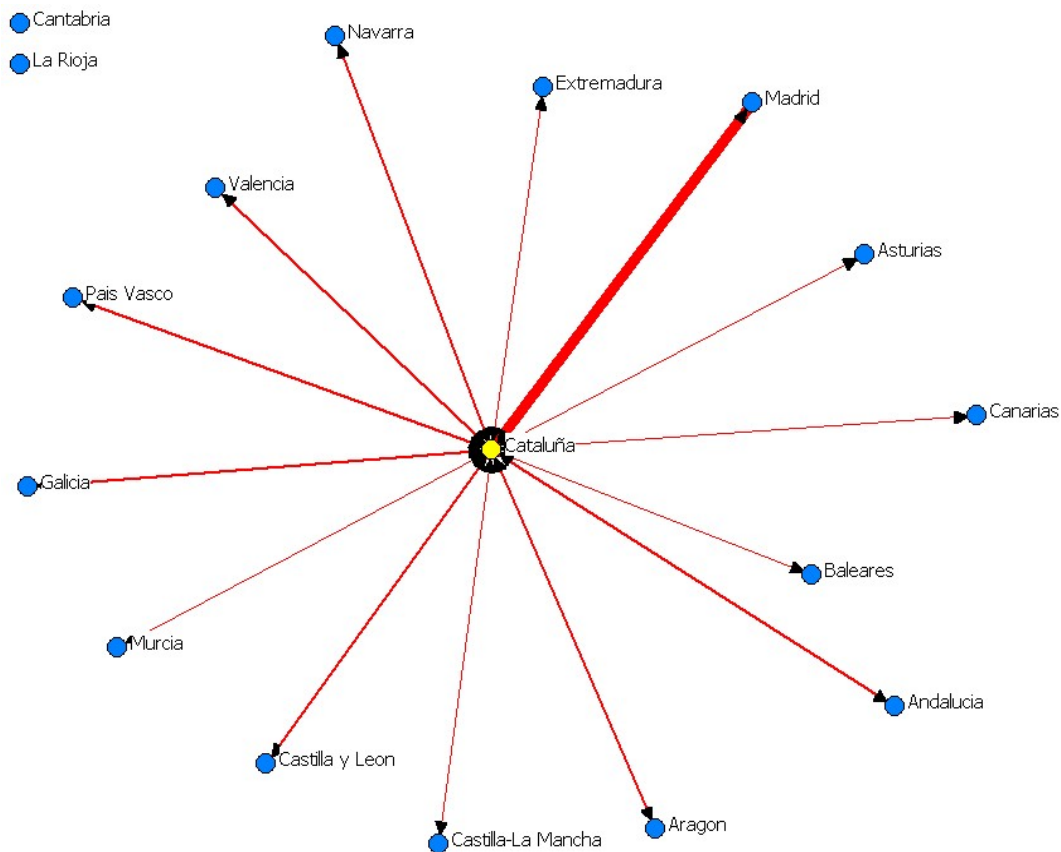 Cantabria
Navarra
La Rioja
Extremadura
Madrid
Valencia
Asturias
Pais Vasco
Canarias
Cataluña
Galicia
Baleares
Murcia
Andalucia
Castilla y Leon
Aragon
Castilla-La Mancha